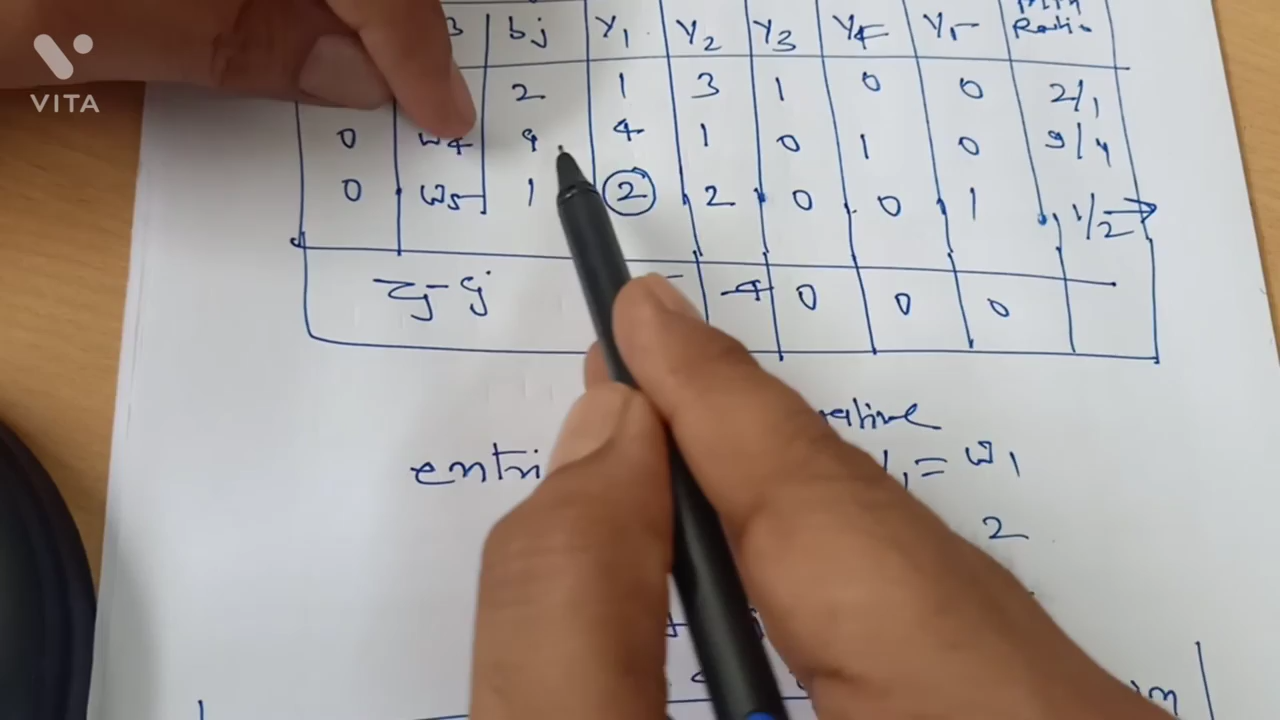 VITA
B bj Y1 Y2 Y3 Y4 Y5 Min Ratio
2 1 3 1 0 0 2/1
0 w4 9 4 1 0 1 0 9/4
0 w5 1 2 2 0 0 1 1/2 →
zj-cj -4 0 0 0
entri
1 = w1
2